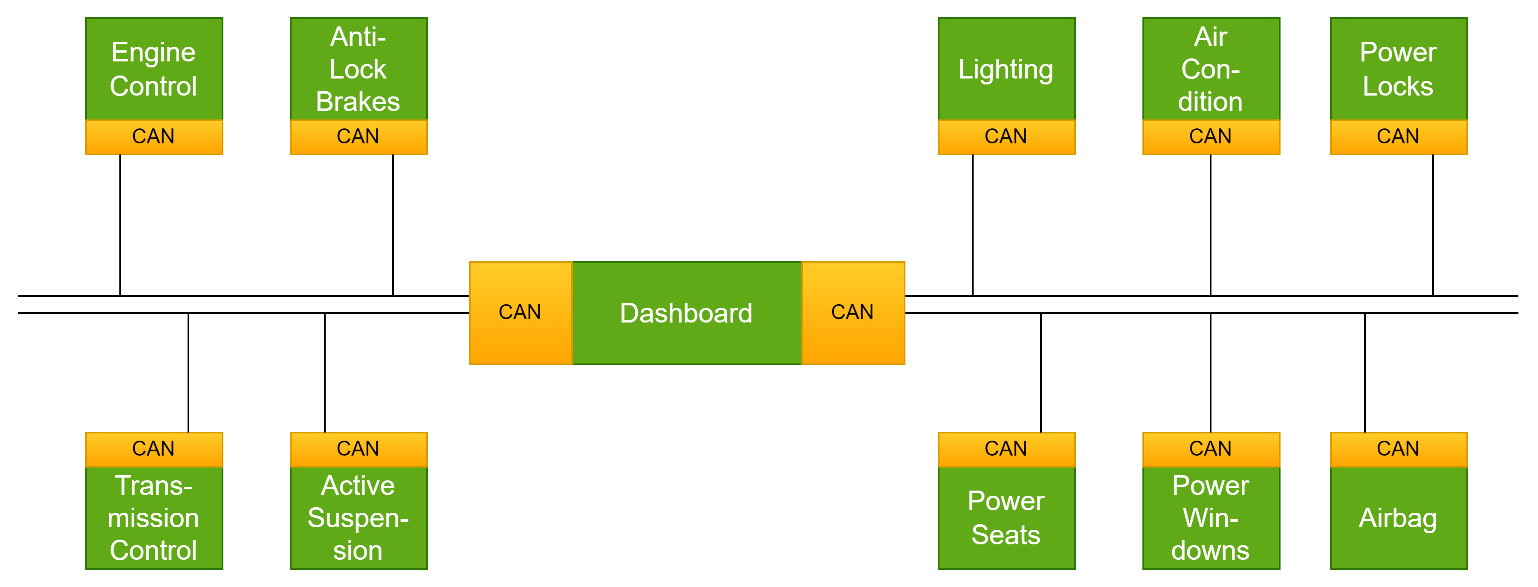 Engine
Control
CAN
Anti-
Lock
Brakes
CAN
Lighting
CAN
Air
Con-
dition
CAN
Power
Locks
CAN
CAN
Dashboard
CAN
CAN
Trans-
mission
Control
CAN
Active
Suspen-
sion
CAN
Power
Seats
CAN
Power
Win-
downs
CAN
Airbag